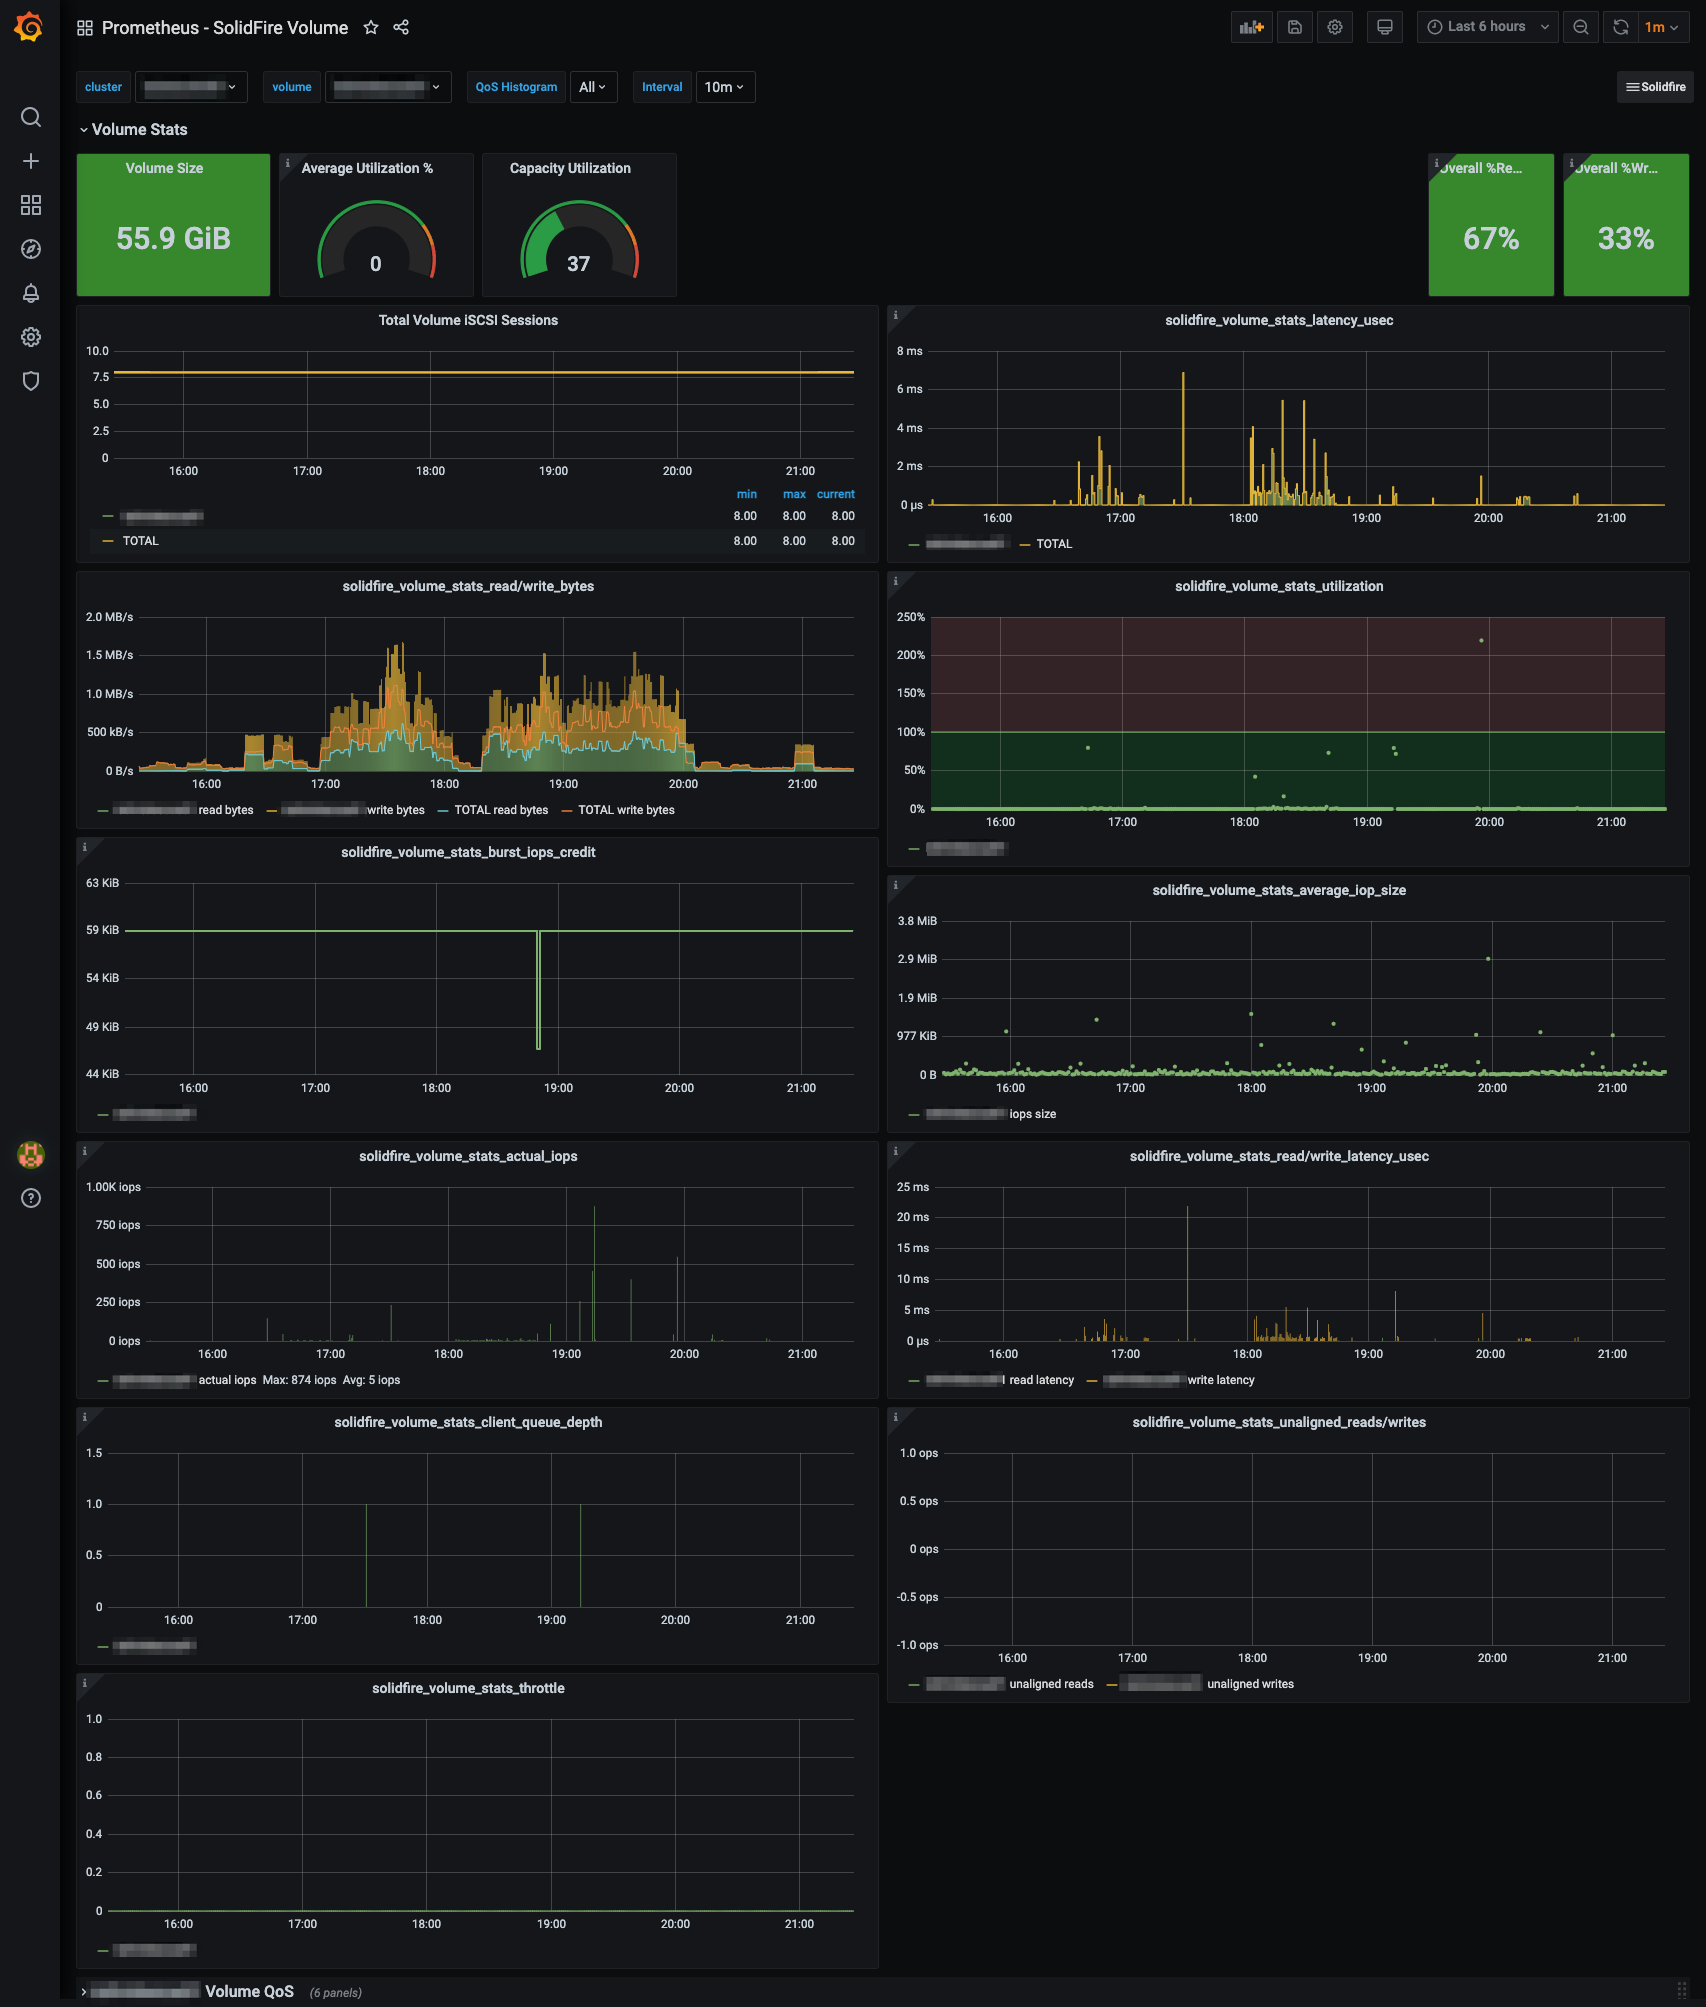 Prometheus - SolidFire Volume
Last 6 hours
1m
cluster
volume
QoS Histogram
All
Interval
10m
Solidfire
Volume Stats
Volume Size
55.9 GiB
Average Utilization %
0
Capacity Utilization
37
Overall %Re...
67%
Overall %Wr...
33%
Total Volume iSCSI Sessions
10.0
7.5
5.0
2.5
0
16:00 17:00 18:00 19:00 20:00 21:00
min max current
8.00 8.00 8.00
TOTAL 8.00 8.00 8.00
solidfire_volume_stats_latency_usec
8 ms
6 ms
4 ms
2 ms
0 µs
16:00 17:00 18:00 19:00 20:00 21:00
TOTAL
solidfire_volume_stats_read/write_bytes
2.0 MB/s
1.5 MB/s
1.0 MB/s
500 kB/s
0 B/s
16:00 17:00 18:00 19:00 20:00 21:00
read bytes write bytes TOTAL read bytes TOTAL write bytes
solidfire_volume_stats_utilization
250%
200%
150%
100%
50%
0%
16:00 17:00 18:00 19:00 20:00 21:00
solidfire_volume_stats_burst_iops_credit
63 KiB
59 KiB
54 KiB
49 KiB
44 KiB
16:00 17:00 18:00 19:00 20:00 21:00
solidfire_volume_stats_average_iop_size
3.8 MiB
2.9 MiB
1.9 MiB
977 KiB
0 B
16:00 17:00 18:00 19:00 20:00 21:00
iops size
solidfire_volume_stats_actual_iops
1.00K iops
750 iops
500 iops
250 iops
0 iops
16:00 17:00 18:00 19:00 20:00 21:00
actual iops Max: 874 iops Avg: 5 iops
solidfire_volume_stats_read/write_latency_usec
25 ms
20 ms
15 ms
10 ms
5 ms
0 µs
16:00 17:00 18:00 19:00 20:00 21:00
read latency write latency
solidfire_volume_stats_client_queue_depth
1.5
1.0
0.5
0
16:00 17:00 18:00 19:00 20:00 21:00
solidfire_volume_stats_unaligned_reads/writes
1.0 ops
0.5 ops
0 ops
-0.5 ops
-1.0 ops
16:00 17:00 18:00 19:00 20:00 21:00
unaligned reads unaligned writes
solidfire_volume_stats_throttle
1.0
0.8
0.6
0.4
0.2
0
16:00 17:00 18:00 19:00 20:00 21:00
Volume QoS (6 panels)